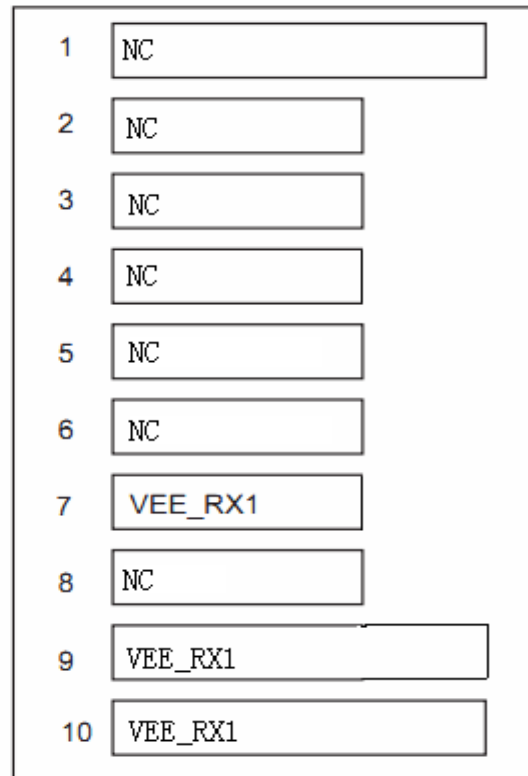 1 NC
2 NC
3 NC
4 NC
5 NC
6 NC
7 VEE_RX1
8 NC
9 VEE_RX1
10 VEE_RX1